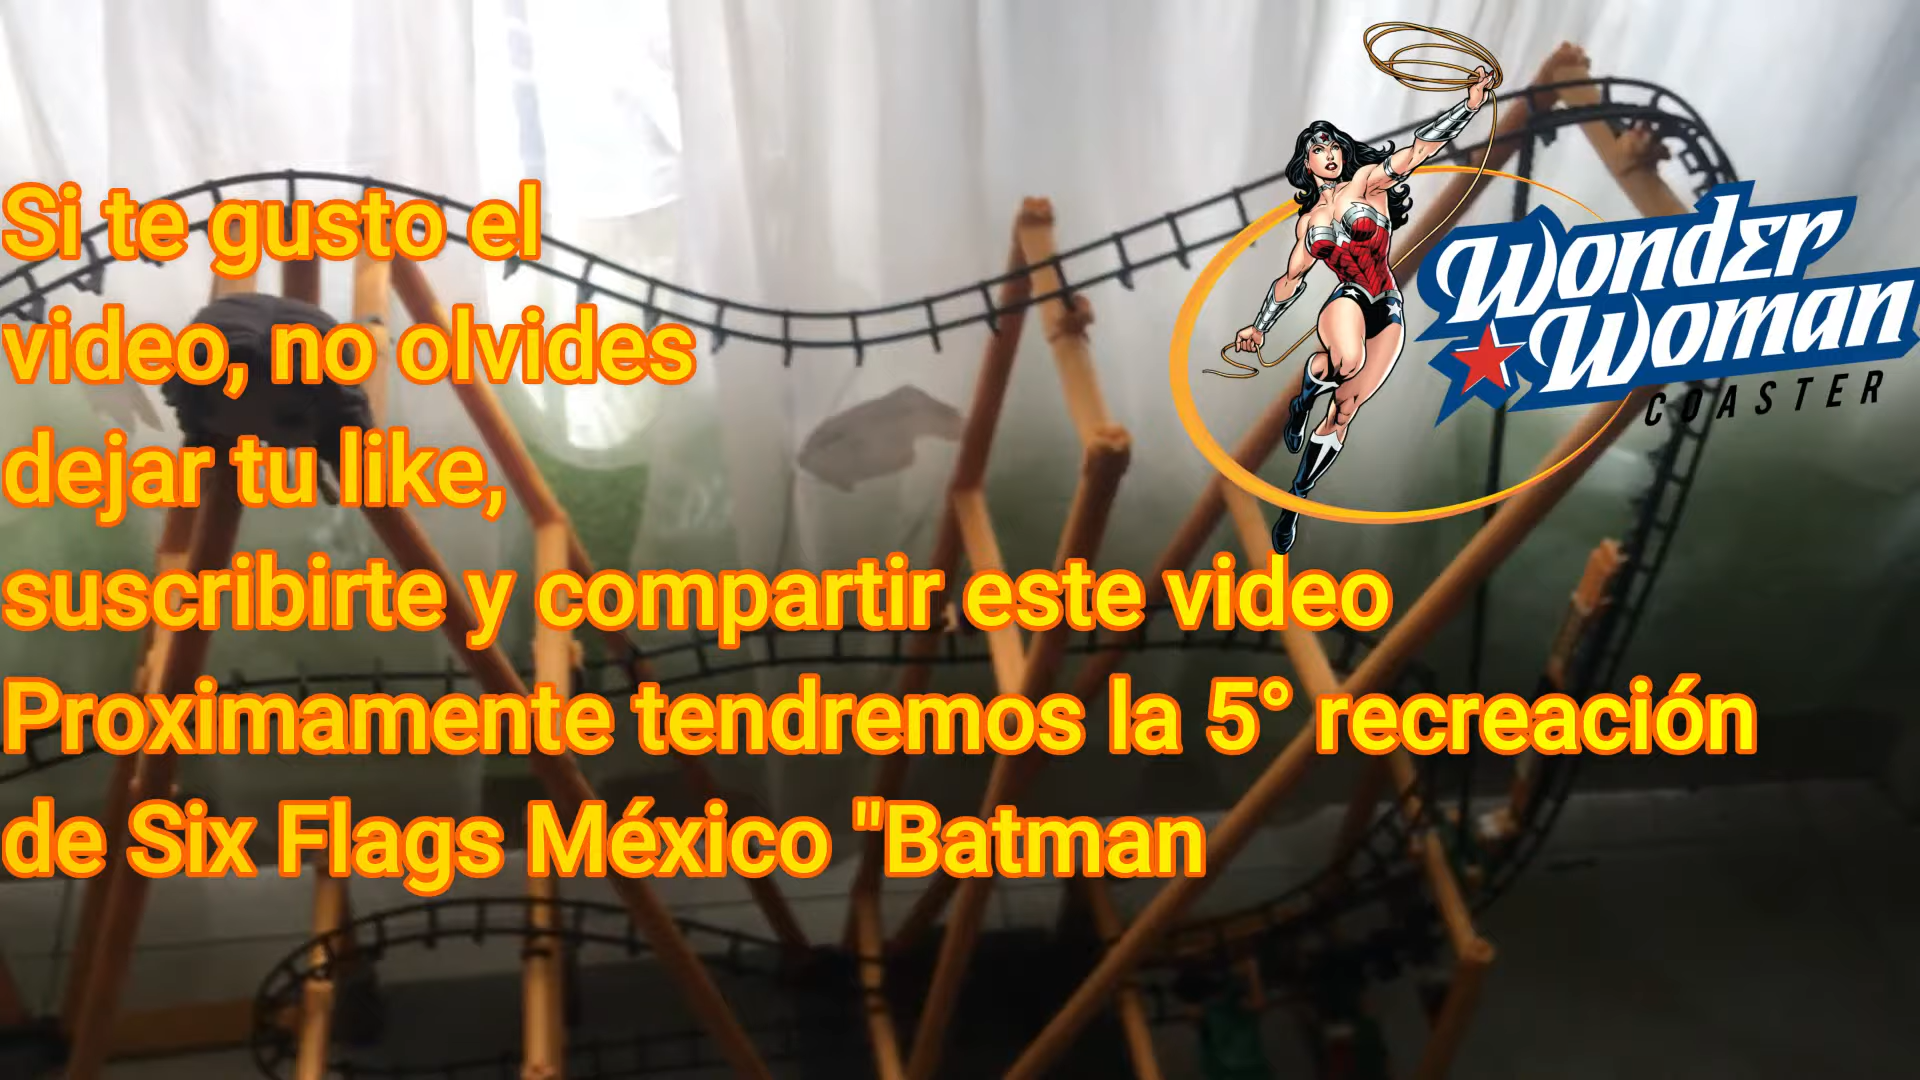 Si te gusto el
video, no olvides
dejar tu like,
suscribirte y compartir este video
Proximamente tendremos la 5° recreación
de Six Flags México "Batman
Wonder
Woman
COASTER